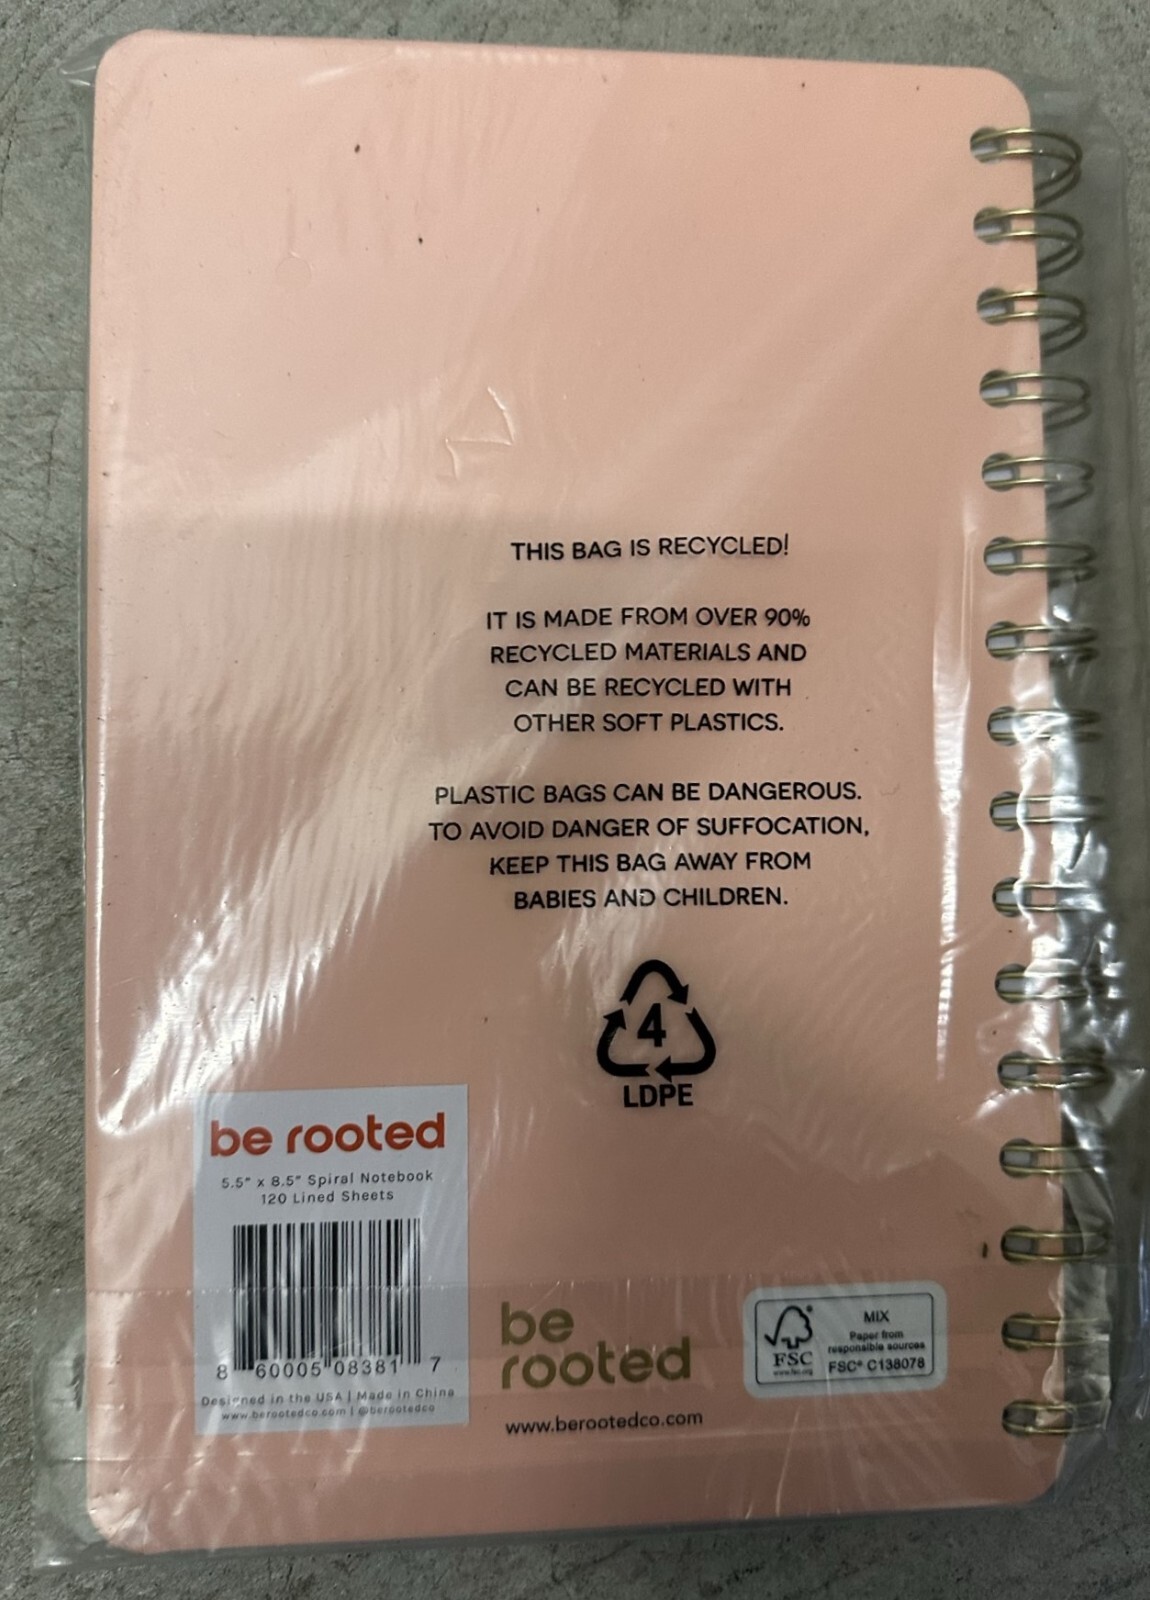 THIS BAG IS RECYCLED!
IT IS MADE FROM OVER 90%
RECYCLED MATERIALS AND
CAN BE RECYCLED WITH
OTHER SOFT PLASTICS.
PLASTIC BAGS CAN BE DANGEROUS.
TO AVOID DANGER OF SUFFOCATION,
KEEP THIS BAG AWAY FROM
BABIES AND CHILDREN.
4
LDPE
be rooted
5.5" x 8.5" Spiral Notebook
120 Lined Sheets
8 60005 08381 7
Designed in the USA | Made in China
www.berootedco.com | @berootedco
be
rooted
www.berootedco.com
FSC
www.fsc.org
MIX
Paper from
responsible sources
FSC® C138078